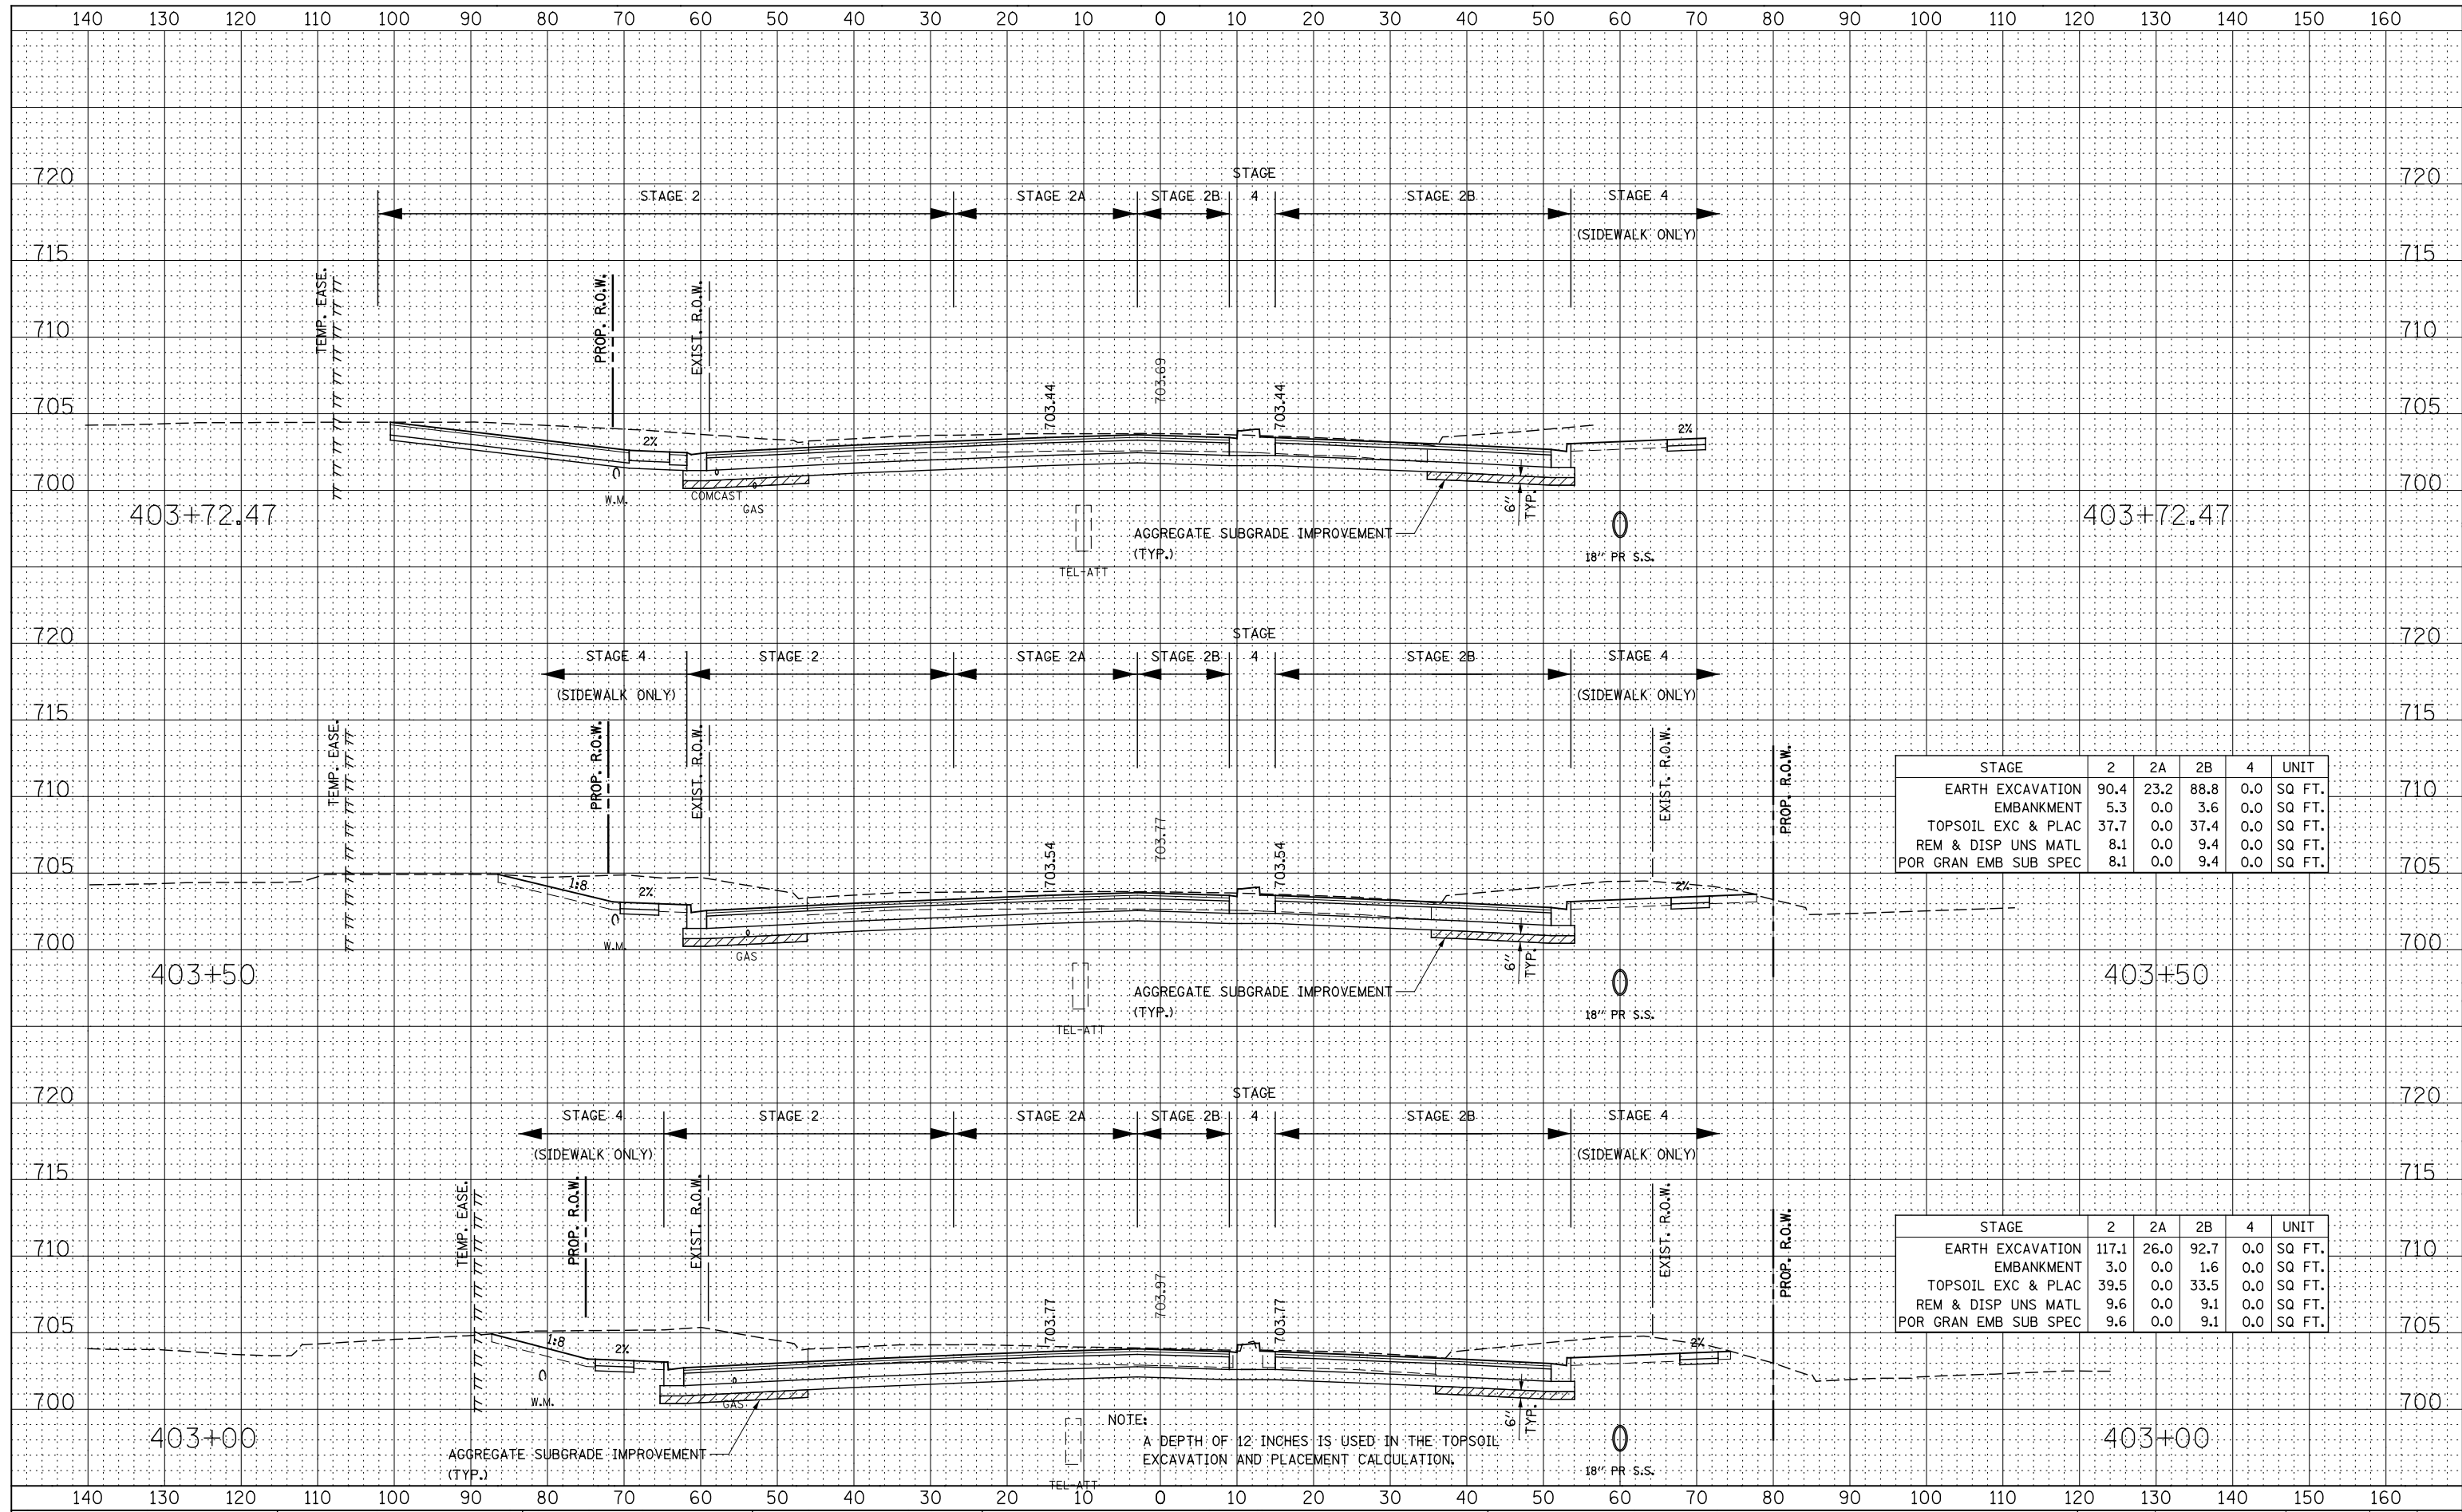 140 130 120 110 100 90 80 70 60 50 40 30 20 10 0 10 20 30 40 50 60 70 80 90 100 110 120 130 140 150 160
STAGE
720 720
STAGE 2 STAGE 2A STAGE 2B 4 STAGE 2B STAGE 4
(SIDEWALK ONLY)
715 715
TEMP. EASE.
PROP. R.O.W.
EXIST. R.O.W.
710 710
703.44
703.69
703.44
705 705
2% 2%
700 700
W.M.
COMCAST
GAS
6" TYP.
403+72.47 403+72.47
AGGREGATE SUBGRADE IMPROVEMENT
(TYP.)
18" PR S.S.
TEL-ATT
STAGE
720 720
STAGE 4 STAGE 2 STAGE 2A STAGE 2B 4 STAGE 2B STAGE 4
(SIDEWALK ONLY) (SIDEWALK ONLY)
715 715
TEMP. EASE.
PROP. R.O.W.
EXIST. R.O.W.
EXIST. R.O.W.
PROP. R.O.W.
STAGE 2 2A 2B 4 UNIT
EARTH EXCAVATION 90.4 23.2 88.8 0.0 SQ FT.
EMBANKMENT 5.3 0.0 3.6 0.0 SQ FT.
TOPSOIL EXC & PLAC 37.7 0.0 37.4 0.0 SQ FT.
REM & DISP UNS MATL 8.1 0.0 9.4 0.0 SQ FT.
POR GRAN EMB SUB SPEC 8.1 0.0 9.4 0.0 SQ FT.
710 710
703.54
703.77
703.54
705 705
1:8 2% 2%
700 700
W.M.
GAS
6" TYP.
403+50 403+50
AGGREGATE SUBGRADE IMPROVEMENT
(TYP.)
18" PR S.S.
TEL-ATT
STAGE
720 720
STAGE 4 STAGE 2 STAGE 2A STAGE 2B 4 STAGE 2B STAGE 4
(SIDEWALK ONLY) (SIDEWALK ONLY)
715 715
TEMP. EASE.
PROP. R.O.W.
EXIST. R.O.W.
EXIST. R.O.W.
PROP. R.O.W.
STAGE 2 2A 2B 4 UNIT
EARTH EXCAVATION 117.1 26.0 92.7 0.0 SQ FT.
EMBANKMENT 3.0 0.0 1.6 0.0 SQ FT.
TOPSOIL EXC & PLAC 39.5 0.0 33.5 0.0 SQ FT.
REM & DISP UNS MATL 9.6 0.0 9.1 0.0 SQ FT.
POR GRAN EMB SUB SPEC 9.6 0.0 9.1 0.0 SQ FT.
710 710
703.77
703.97
703.77
705 705
1:8 2% 2%
700 700
W.M.
GAS
6" TYP.
403+00 403+00
NOTE:
A DEPTH OF 12 INCHES IS USED IN THE TOPSOIL
EXCAVATION AND PLACEMENT CALCULATION.
AGGREGATE SUBGRADE IMPROVEMENT
(TYP.)
18" PR S.S.
TEL-ATT
140 130 120 110 100 90 80 70 60 50 40 30 20 10 0 10 20 30 40 50 60 70 80 90 100 110 120 130 140 150 160